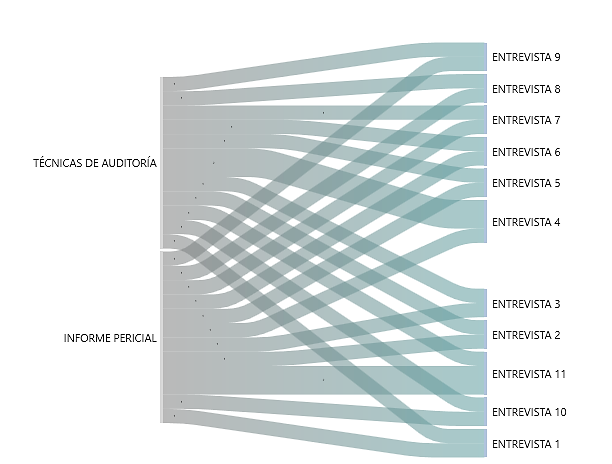 ENTREVISTA 9
ENTREVISTA 8
ENTREVISTA 7
ENTREVISTA 6
TÉCNICAS DE AUDITORÍA
ENTREVISTA 5
ENTREVISTA 4
ENTREVISTA 3
ENTREVISTA 2
INFORME PERICIAL
ENTREVISTA 11
ENTREVISTA 10
ENTREVISTA 1